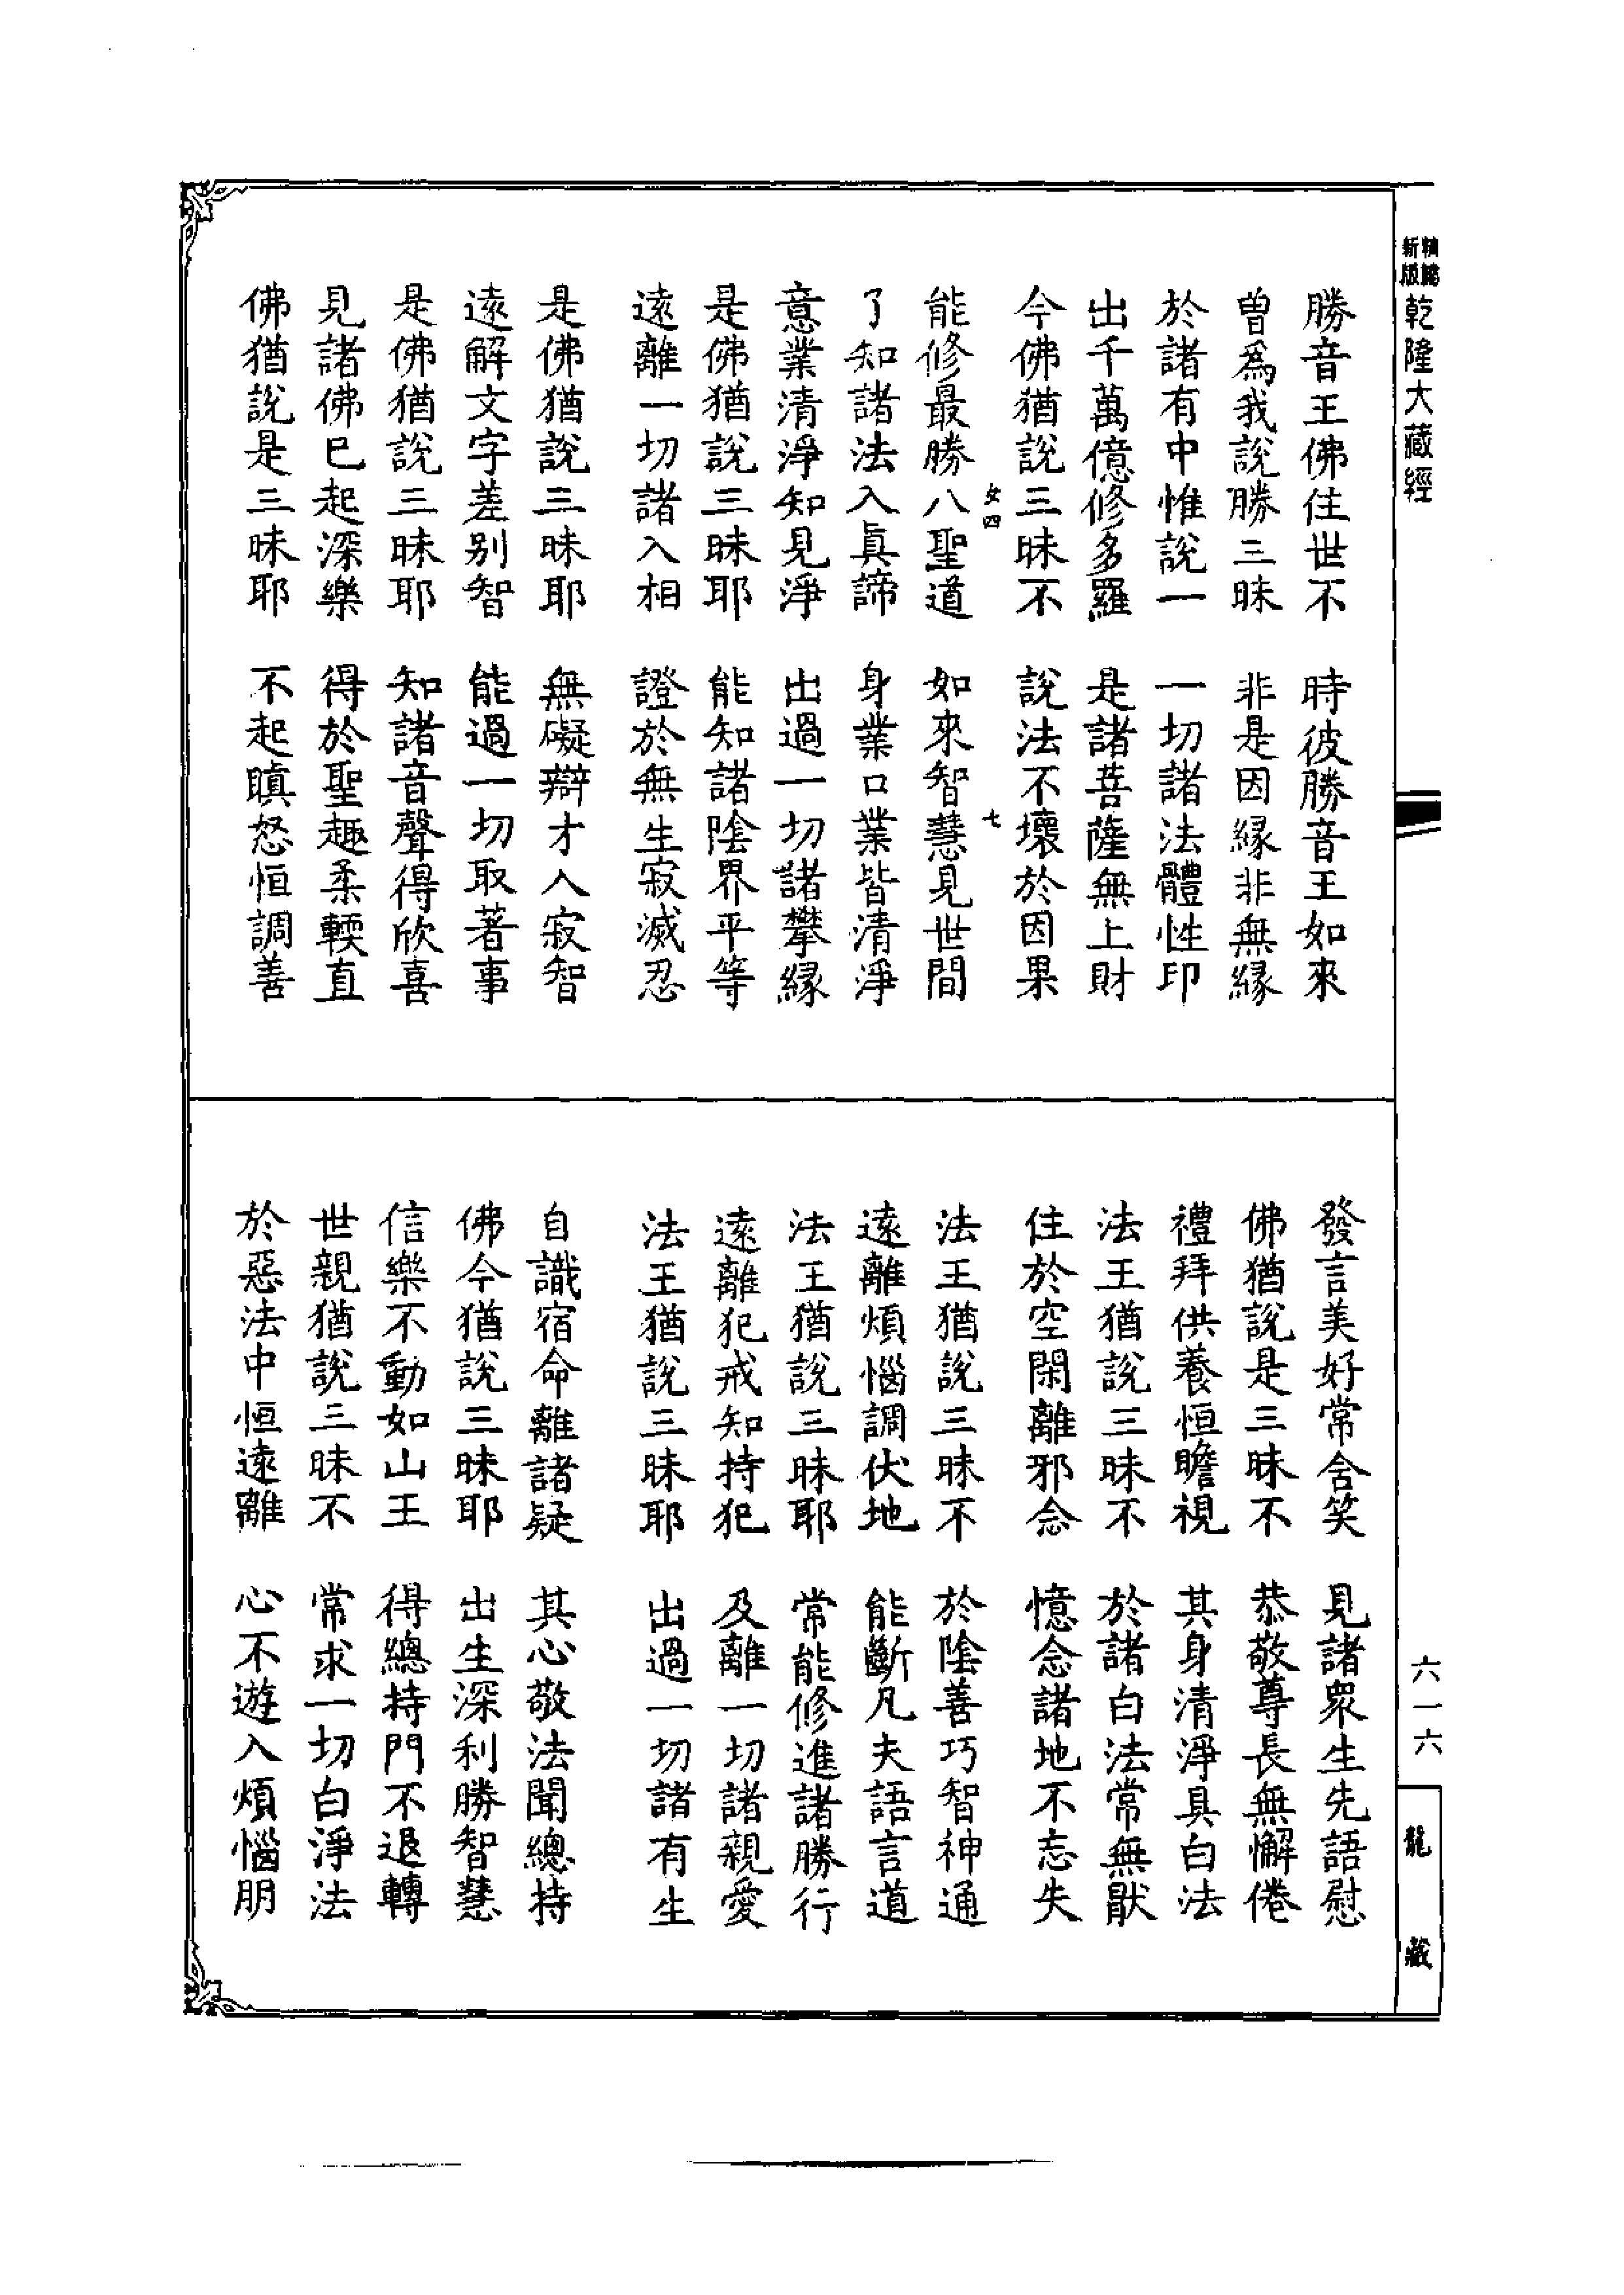 精縮新版乾隆大藏經
勝音王佛住世不　時彼勝音王如來
曽為我說勝三昧　非是因緣非無緣
於諸有中惟說一　一切諸法體性印
出千萬億修多羅　是諸菩薩無上財
今佛猶說三昧不　說法不壞於因果
女四　七
能修最勝八聖道　如來智慧見世間
了知諸法入真諦　身業口業皆清淨
意業清淨知見淨　出過一切諸攀緣
是佛猶說三昧耶　能知諸陰界平等
遠離一切諸入相　證於無生寂滅忍
是佛猶說三昧耶　無礙辯才入寂智
遠解文字差別智　能過一切取著事
是佛猶說三昧耶　知諸音聲得欣喜
見諸佛已起深樂　得於聖趣柔輭直
佛猶說是三昧耶　不起瞋怒恒調善
發言美好常含笑　見諸眾生先語慰
佛猶說是三昧不　恭敬尊長無懈倦
禮拜供養恒瞻視　其身清淨具白法
法王猶說三昧不　於諸白法常無猒
住於空閑離邪念　憶念諸地不忘失
法王猶說三昧不　於陰善巧智神通
遠離煩惱調伏地　能斷凡夫語言道
法王猶說三昧耶　常能修進諸勝行
遠離犯戒知持犯　及離一切諸親愛
法王猶說三昧耶　出過一切諸有生
自識宿命離諸疑　其心敬法聞總持
佛今猶說三昧耶　出生深利勝智慧
信樂不動如山王　得總持門不退轉
世親猶說三昧不　常求一切白淨法
於惡法中恒遠離　心不遊入煩惱朋
六一六
龍藏